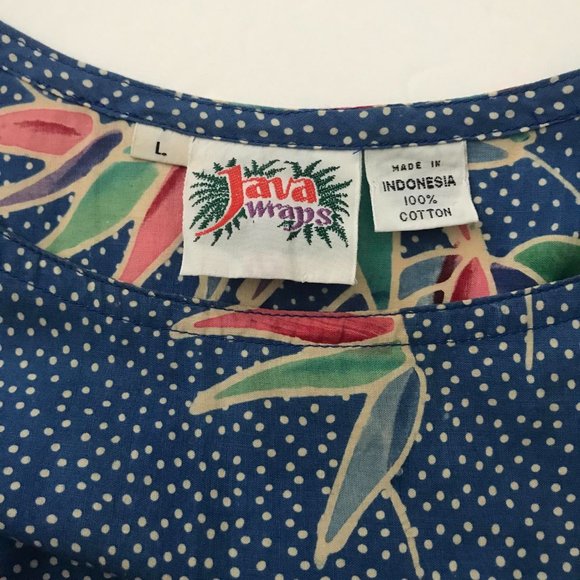 L.
Java
wraps
MADE IN
INDONESIA
100%
COTTON